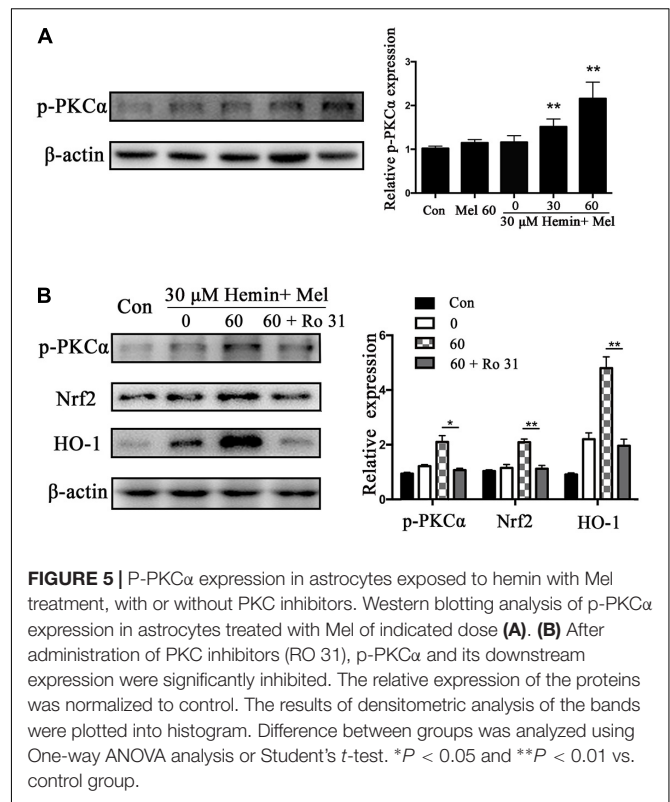 A
p-PKCα
β-actin
Relative p-PKCα expression
3
2
1
0
**
**
Con Mel 60 0 30 60
30 μM Hemin+ Mel
B
Con 30 μM Hemin+ Mel
0 60 60 + Ro 31
p-PKCα
Nrf2
HO-1
β-actin
Con
0
60
60 + Ro 31
Relative expression
6
4
2
0
*
**
**
p-PKCα Nrf2 HO-1
FIGURE 5 | P-PKCα expression in astrocytes exposed to hemin with Mel
treatment, with or without PKC inhibitors. Western blotting analysis of p-PKCα
expression in astrocytes treated with Mel of indicated dose (A). (B) After
administration of PKC inhibitors (RO 31), p-PKCα and its downstream
expression were significantly inhibited. The relative expression of the proteins
was normalized to control. The results of densitometric analysis of the bands
were plotted into histogram. Difference between groups was analyzed using
One-way ANOVA analysis or Student's t-test. *P < 0.05 and **P < 0.01 vs.
control group.